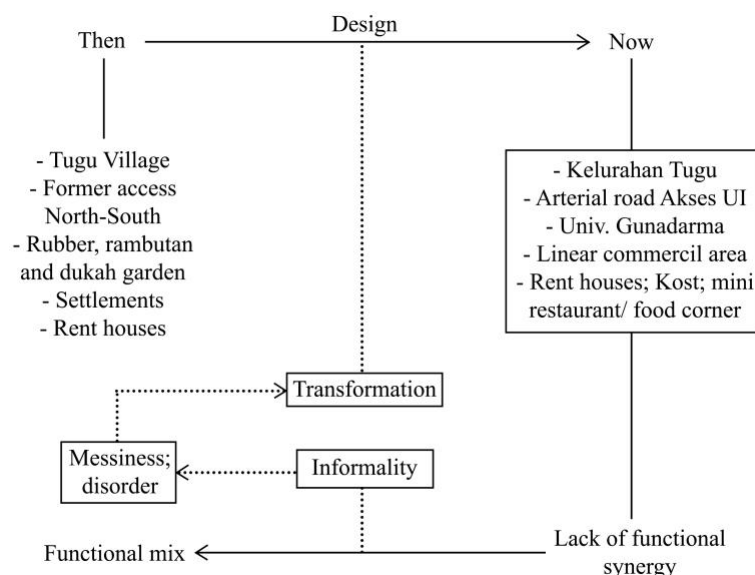 Design
Then
Now
- Tugu Village
- Former access
North-South
- Rubber, rambutan
and dukah garden
- Settlements
- Rent houses
- Kelurahan Tugu
- Arterial road Akses UI
- Univ. Gunadarma
- Linear commercil area
- Rent houses; Kost; mini
restaurant/ food corner
Transformation
Messiness;
disorder
Informality
Functional mix
Lack of functional
synergy